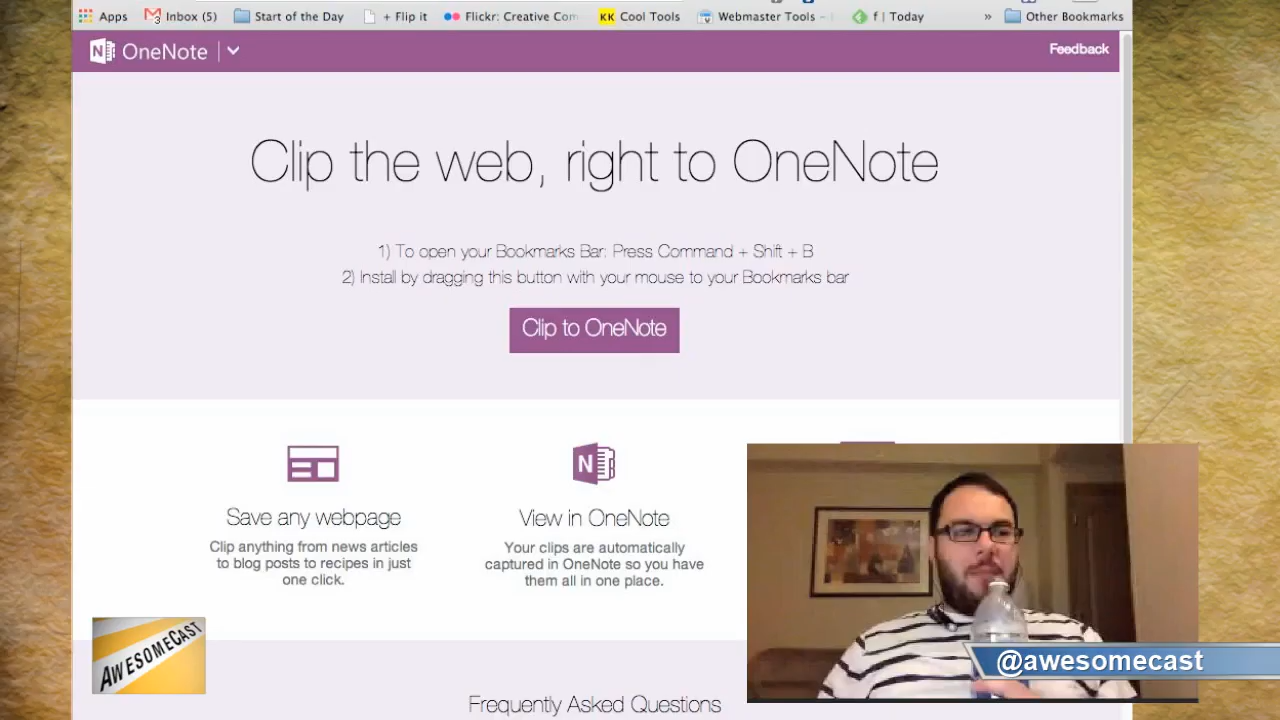 Apps
Inbox (5)
Start of the Day
+ Flip it
Flickr: Creative Com
KK Cool Tools
Webmaster Tools -
f | Today
»
Other Bookmarks
N OneNote
Feedback
Clip the web, right to OneNote
1) To open your Bookmarks Bar: Press Command + Shift + B
2) Install by dragging this button with your mouse to your Bookmarks bar
Clip to OneNote
N
Save any webpage
Clip anything from news articles
to blog posts to recipes in just
one click.
View in OneNote
Your clips are automatically
captured in OneNote so you have
them all in one place.
AWESOMECAST
@awesomecast
Frequently Asked Questions